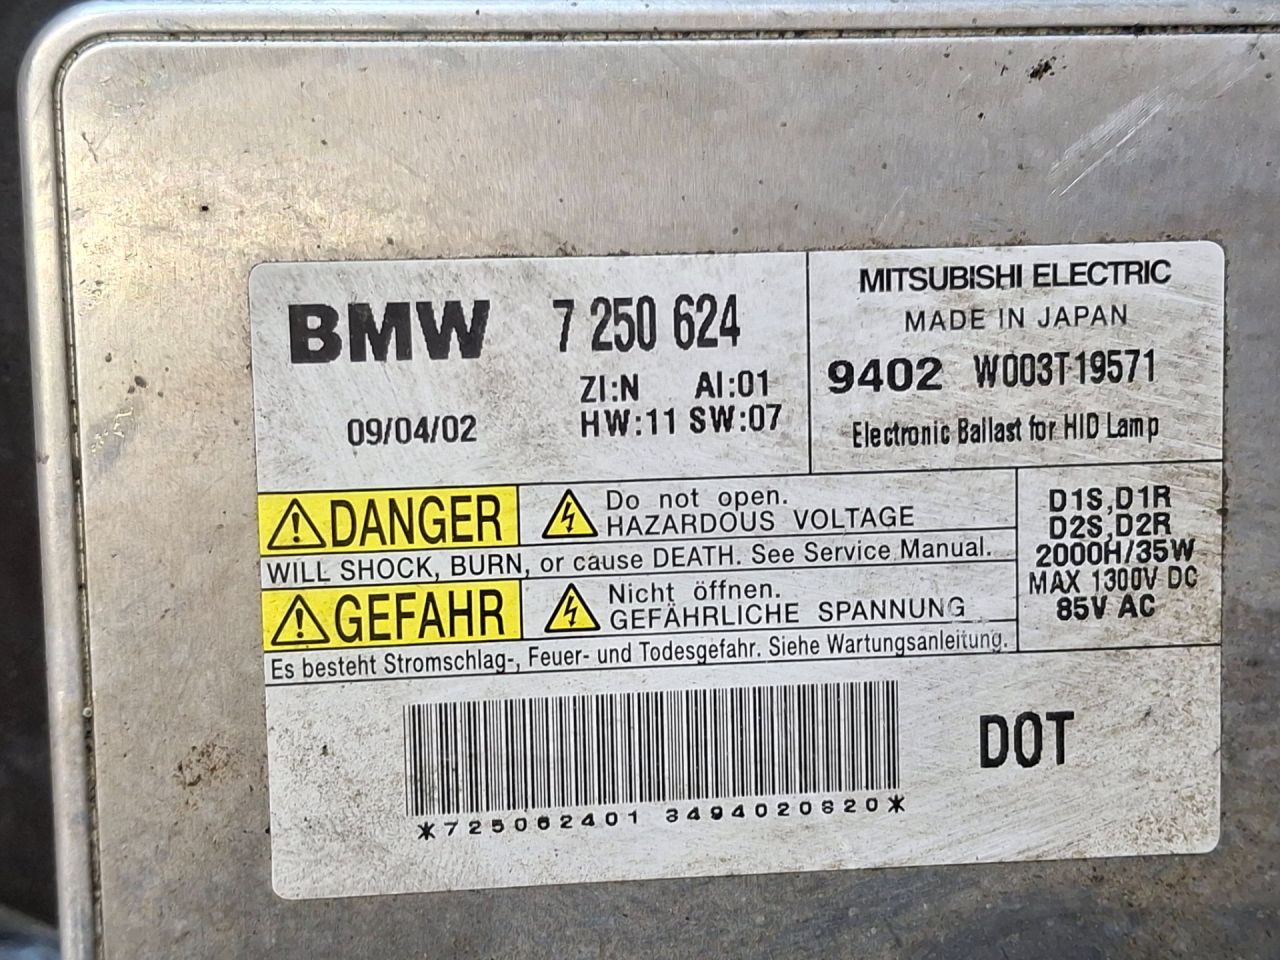 BMW 7 250 624
ZI:N AI:01
09/04/02 HW:11 SW:07
MITSUBISHI ELECTRIC
MADE IN JAPAN
9402 W003T19571
Electronic Ballast for HID Lamp
DANGER Do not open.
HAZARDOUS VOLTAGE
WILL SHOCK, BURN, or cause DEATH. See Service Manual.
GEFAHR Nicht öffnen.
GEFÄHRLICHE SPANNUNG
Es besteht Stromschlag-, Feuer- und Todesgefahr. Siehe Wartungsanleitung.
D1S,D1R
D2S,D2R
2000H/35W
MAX 1300V DC
85V AC
DOT
*725062401 3494020820*